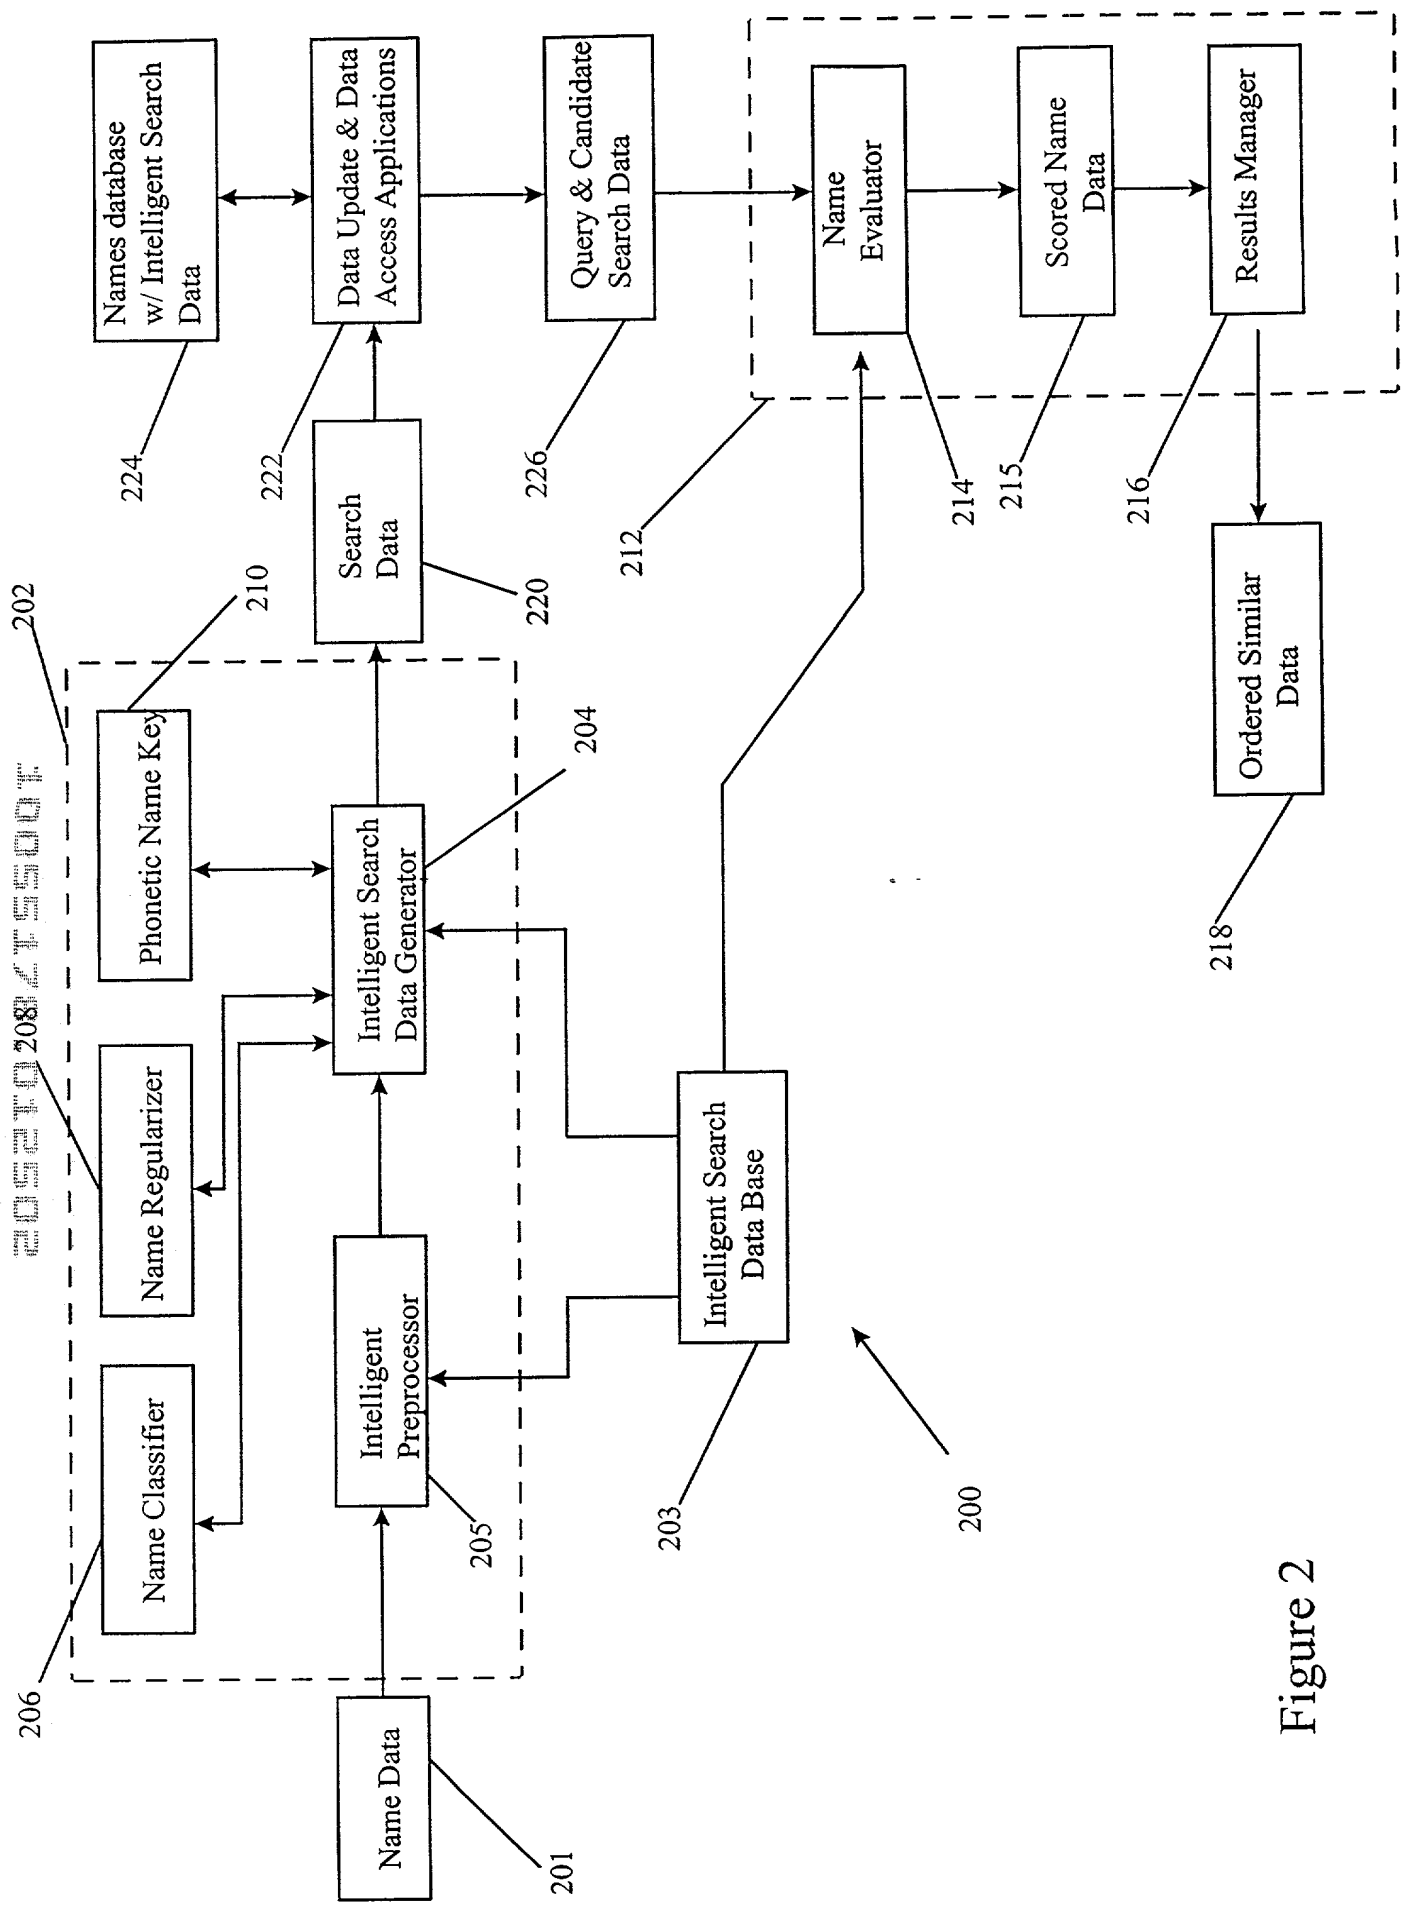 202
208
206
210
Name Classifier
Name Regularizer
Phonetic Name Key
Names database
w/ Intelligent Search
Data
224
Name Data
201
Intelligent
Preprocessor
205
Intelligent Search
Data Generator
204
Search
Data
220
Data Update & Data
Access Applications
222
Query & Candidate
Search Data
226
Intelligent Search
Data Base
203
212
Name
Evaluator
214
Scored Name
Data
215
Results Manager
216
Ordered Similar
Data
218
200
Figure 2